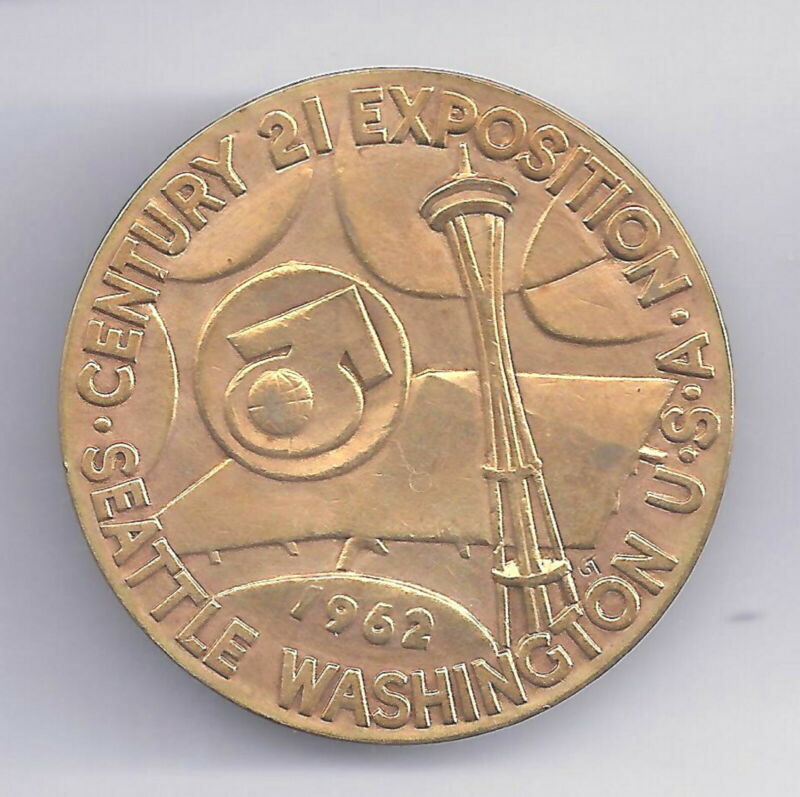 · CENTURY 21 EXPOSITION ·
SEATTLE WASHINGTON U·S·A·
1962